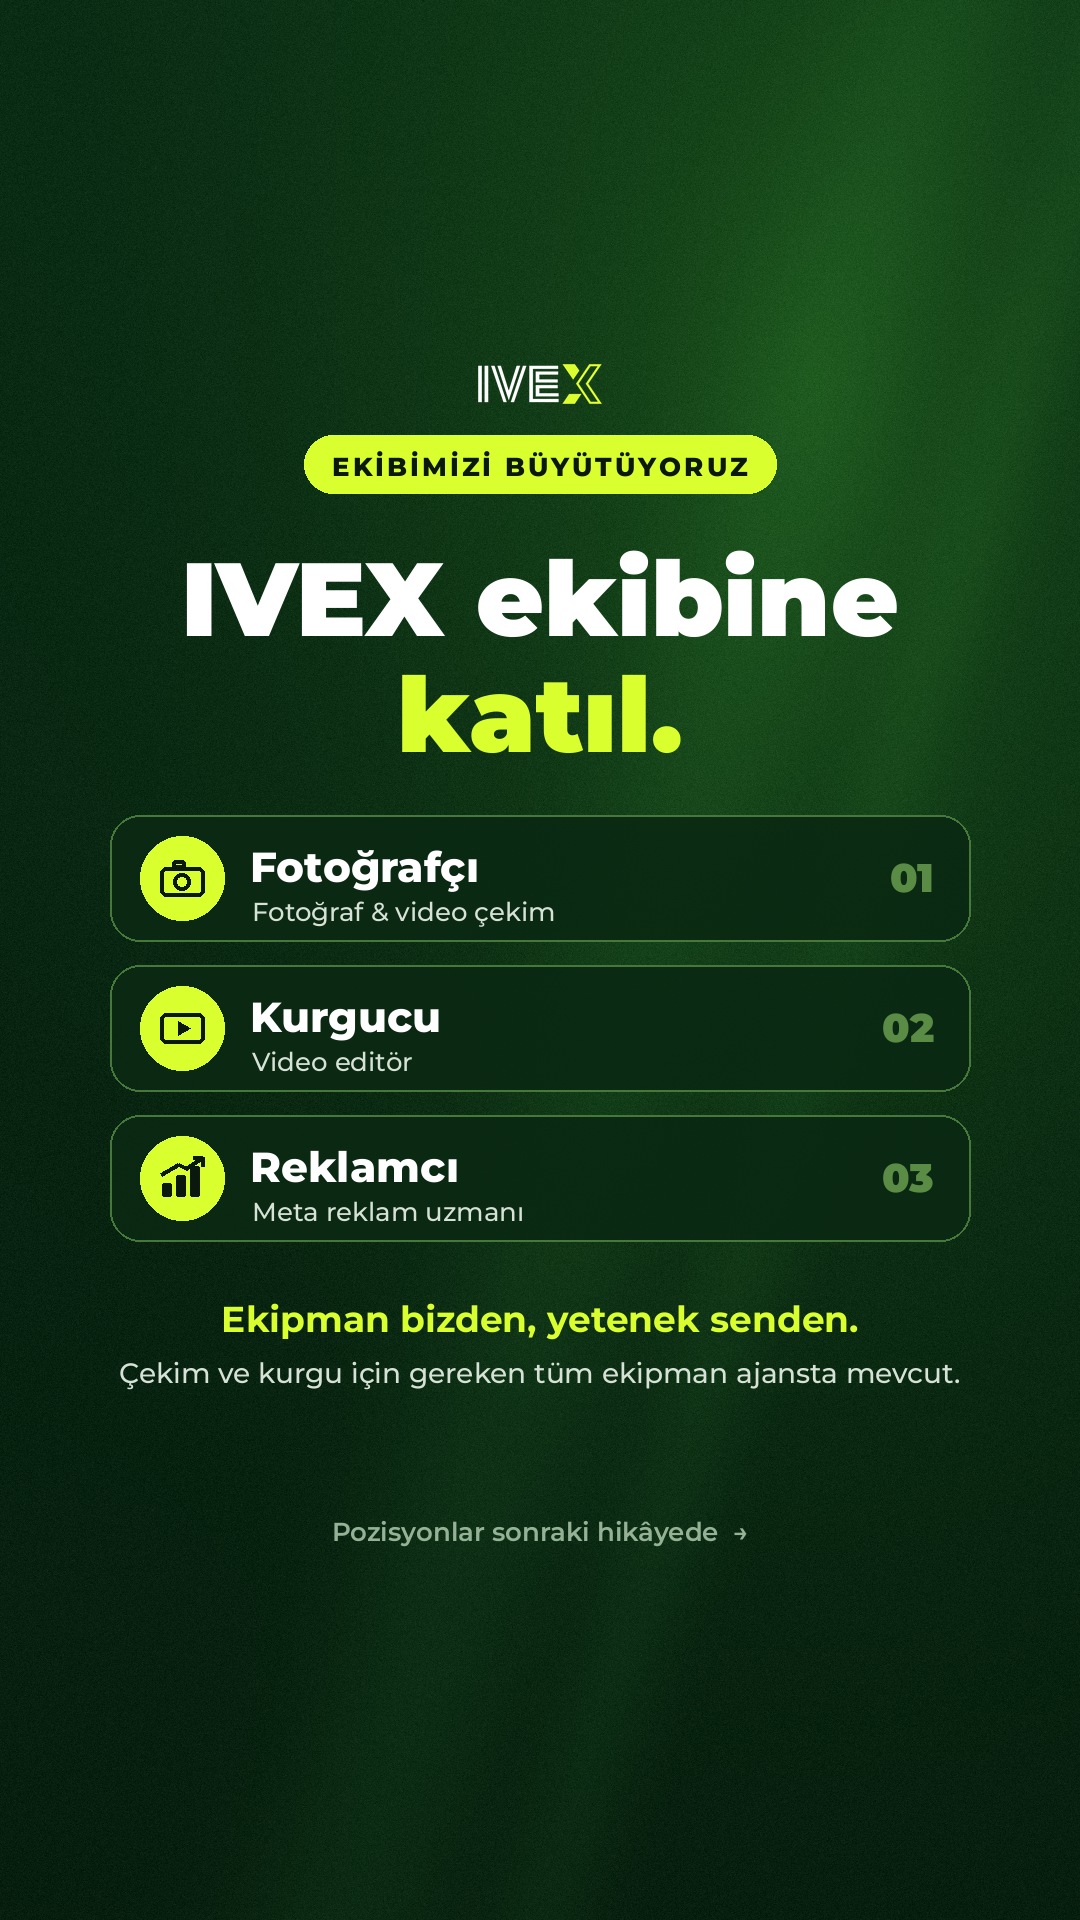 IVEX
EKİBİMİZİ BÜYÜTÜYORUZ
IVEX ekibine
katıl.
Fotoğrafçı
Fotoğraf & video çekim
01
Kurgucu
Video editör
02
Reklamcı
Meta reklam uzmanı
03
Ekipman bizden, yetenek senden.
Çekim ve kurgu için gereken tüm ekipman ajansta mevcut.
Pozisyonlar sonraki hikâyede →